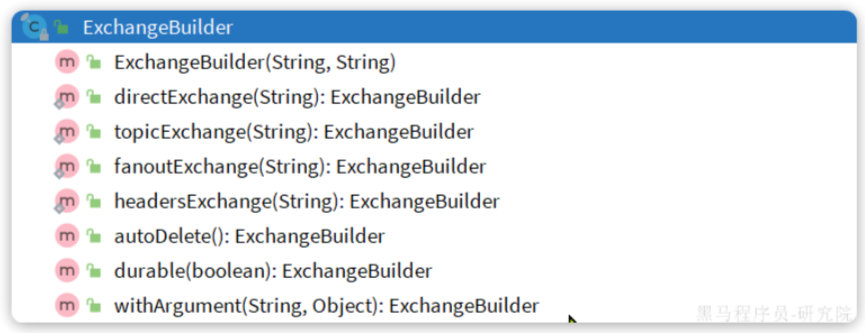 ExchangeBuilder
ExchangeBuilder(String, String)
directExchange(String): ExchangeBuilder
topicExchange(String): ExchangeBuilder
fanoutExchange(String): ExchangeBuilder
headersExchange(String): ExchangeBuilder
autoDelete(): ExchangeBuilder
durable(boolean): ExchangeBuilder
withArgument(String, Object): ExchangeBuilder
黑马程序员-研究院